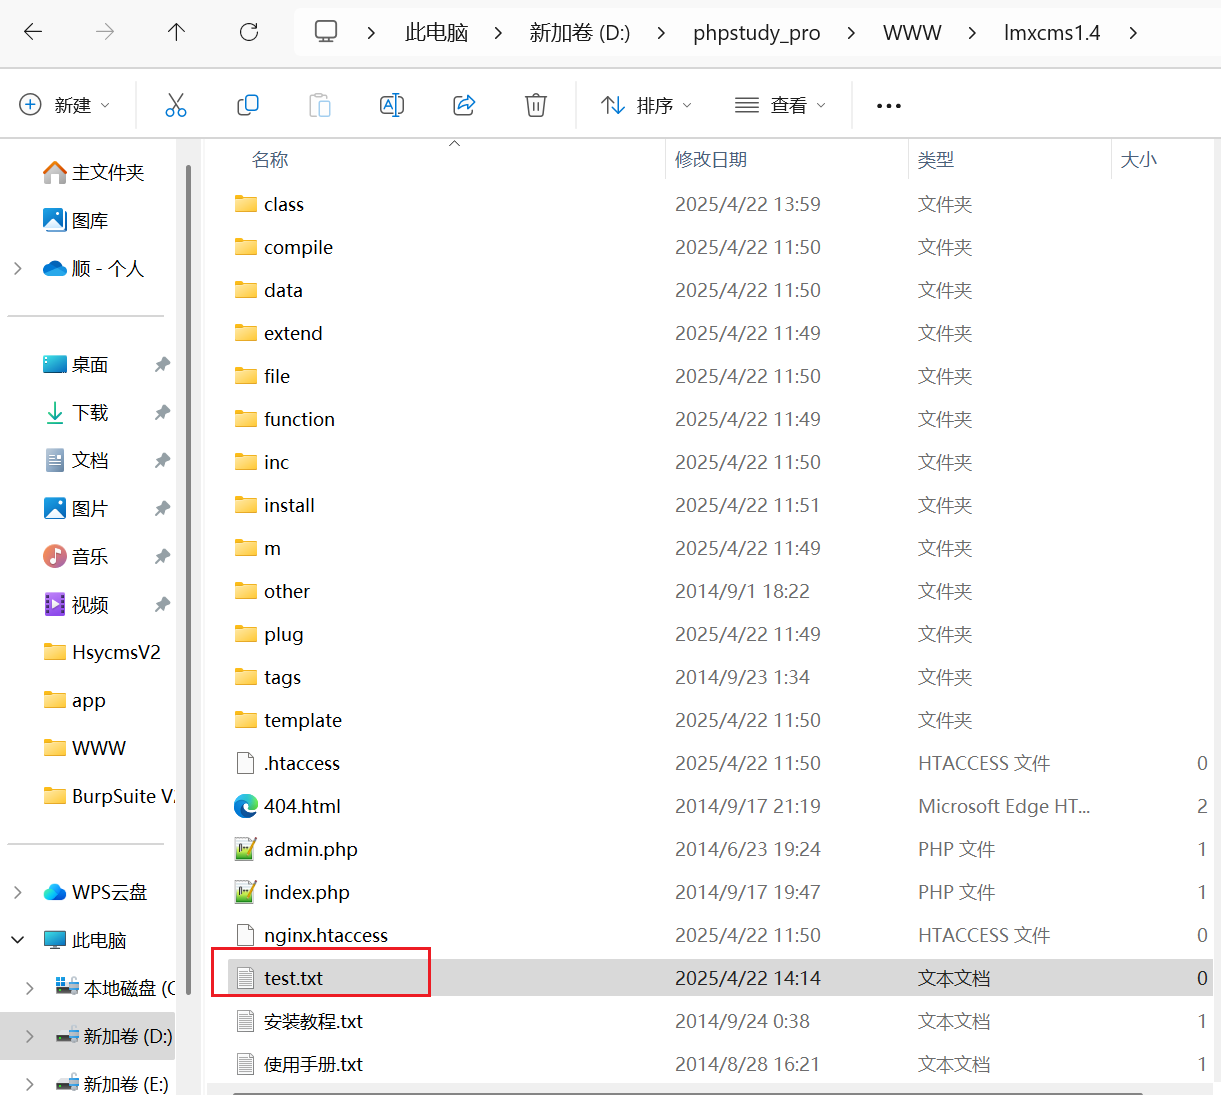 此电脑 新加卷 (D:) phpstudy_pro WWW lmxcms1.4
新建 排序 查看
名称 修改日期 类型 大小
主文件夹
图库
顺 - 个人
桌面
下载
文档
图片
音乐
视频
HsycmsV2
app
WWW
BurpSuite V
WPS云盘
此电脑
本地磁盘 (C
新加卷 (D:)
新加卷 (E:)
class 2025/4/22 13:59 文件夹
compile 2025/4/22 11:50 文件夹
data 2025/4/22 11:50 文件夹
extend 2025/4/22 11:49 文件夹
file 2025/4/22 11:50 文件夹
function 2025/4/22 11:49 文件夹
inc 2025/4/22 11:50 文件夹
install 2025/4/22 11:51 文件夹
m 2025/4/22 11:49 文件夹
other 2014/9/1 18:22 文件夹
plug 2025/4/22 11:49 文件夹
tags 2014/9/23 1:34 文件夹
template 2025/4/22 11:50 文件夹
.htaccess 2025/4/22 11:50 HTACCESS 文件 0
404.html 2014/9/17 21:19 Microsoft Edge HT... 2
admin.php 2014/6/23 19:24 PHP 文件 1
index.php 2014/9/17 19:47 PHP 文件 1
nginx.htaccess 2025/4/22 11:50 HTACCESS 文件 0
test.txt 2025/4/22 14:14 文本文档 0
安装教程.txt 2014/9/24 0:38 文本文档 1
使用手册.txt 2014/8/28 16:21 文本文档 1